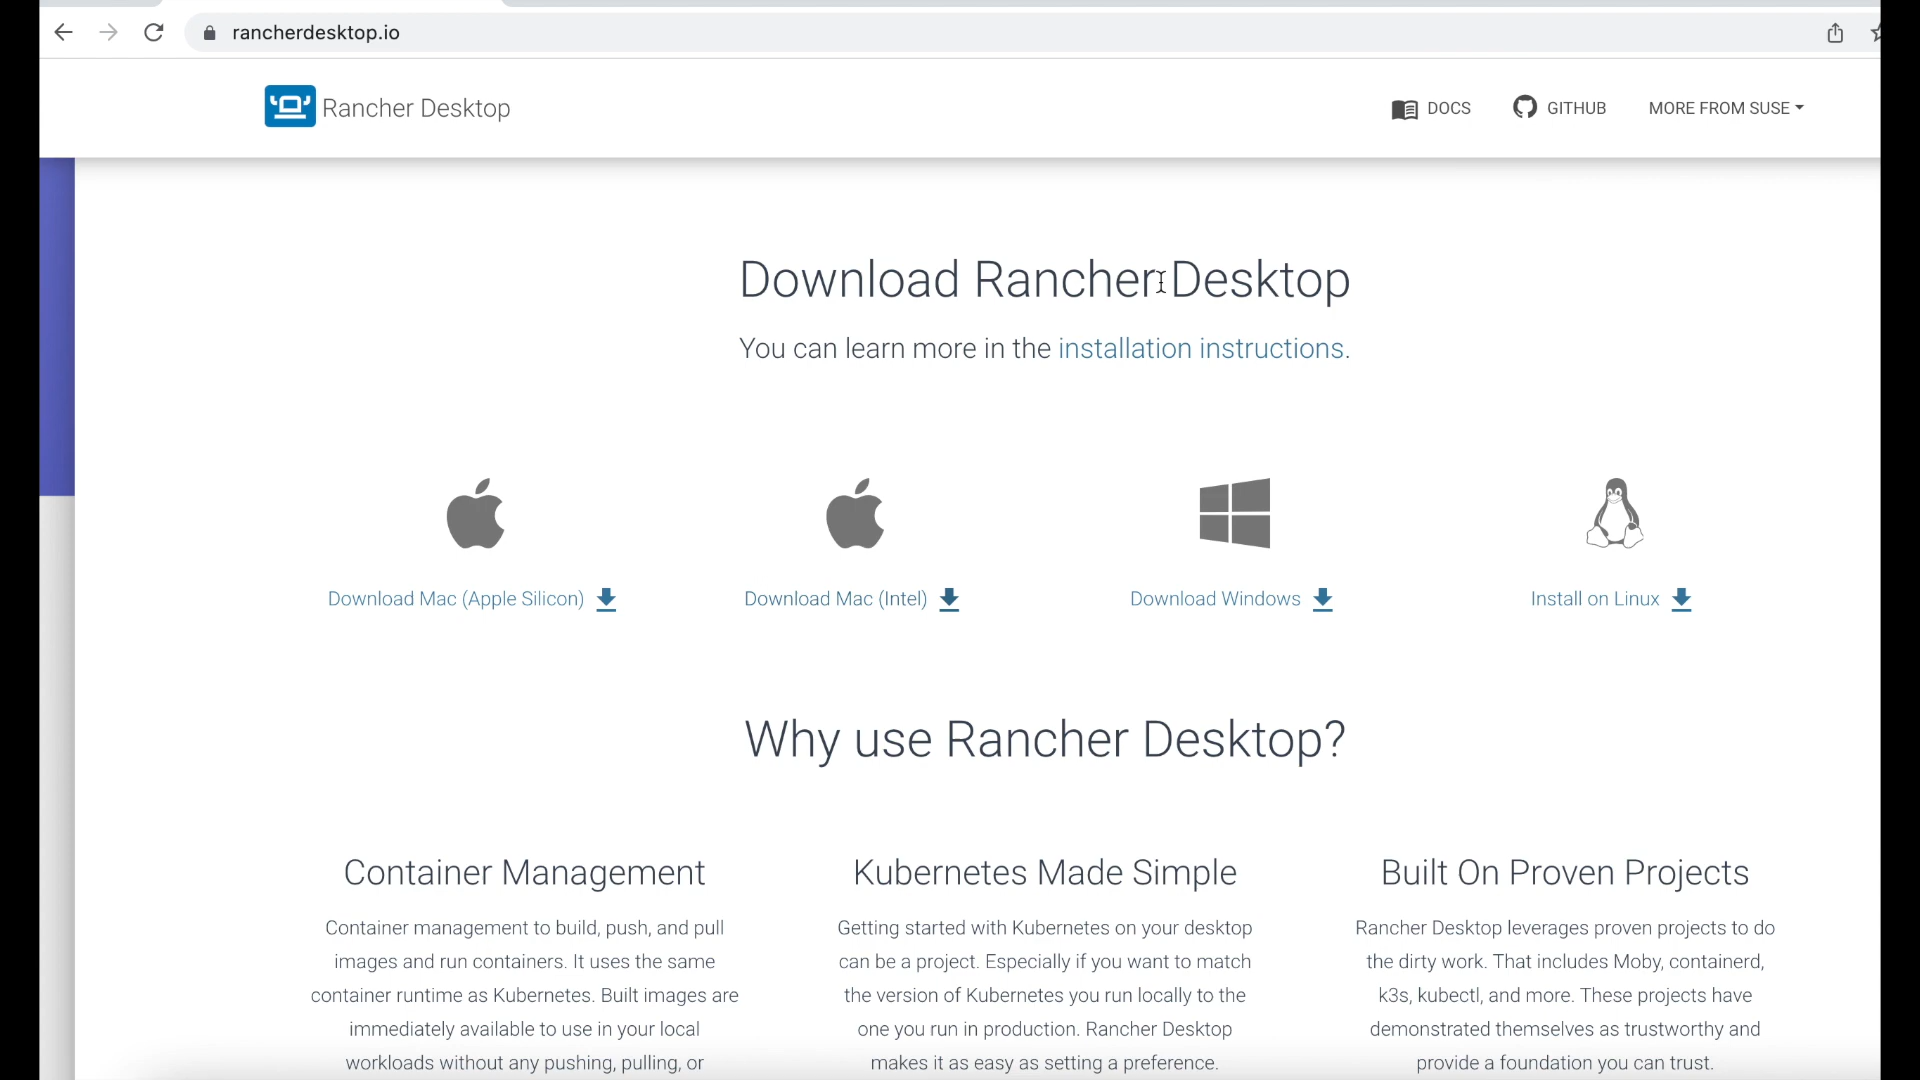 rancherdesktop.io
Rancher Desktop
DOCS
GITHUB
MORE FROM SUSE
Download Rancher Desktop
You can learn more in the installation instructions.
Download Mac (Apple Silicon)
Download Mac (Intel)
Download Windows
Install on Linux
Why use Rancher Desktop?
Container Management
Container management to build, push, and pull
images and run containers. It uses the same
container runtime as Kubernetes. Built images are
immediately available to use in your local
workloads without any pushing, pulling, or
Kubernetes Made Simple
Getting started with Kubernetes on your desktop
can be a project. Especially if you want to match
the version of Kubernetes you run locally to the
one you run in production. Rancher Desktop
makes it as easy as setting a preference.
Built On Proven Projects
Rancher Desktop leverages proven projects to do
the dirty work. That includes Moby, containerd,
k3s, kubectl, and more. These projects have
demonstrated themselves as trustworthy and
provide a foundation you can trust.